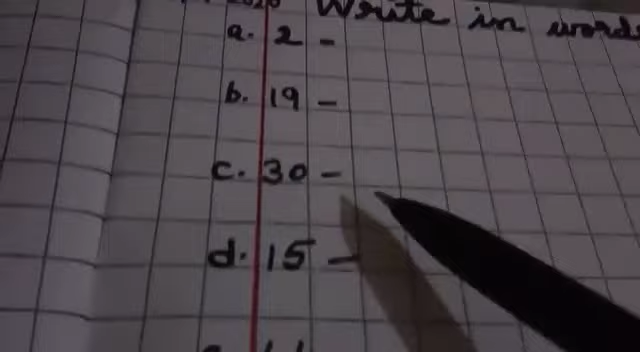 Write in words
a. 2 -
b. 19 -
c. 30 -
d. 15 -